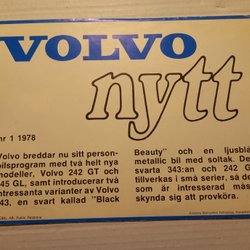 VOLVO
nytt
nr 1 1978
Volvo breddar nu sitt person-
bilsprogram med två helt nya
modeller, Volvo 242 GT och
45 GL, samt introducerar två
intressanta varianter av Volvo
43, en svart kallad "Black
Beauty" och en ljusblå
metallic bil med soltak. De
svarta 343:an och 242 G
tillverkas i små serier, så de
som är intresserad mås
skynda sig att provköra.